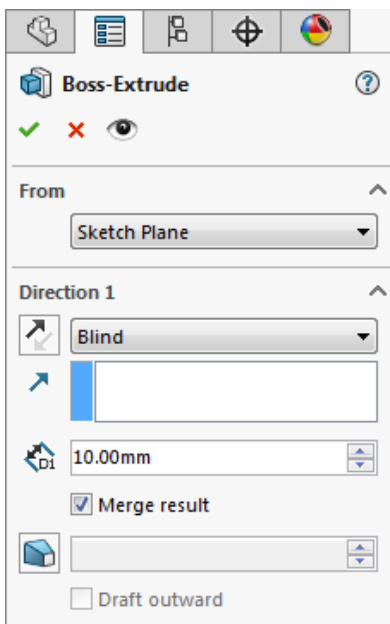 Boss-Extrude
From
Sketch Plane
Direction 1
Blind
D1
10.00mm
Merge result
Draft outward